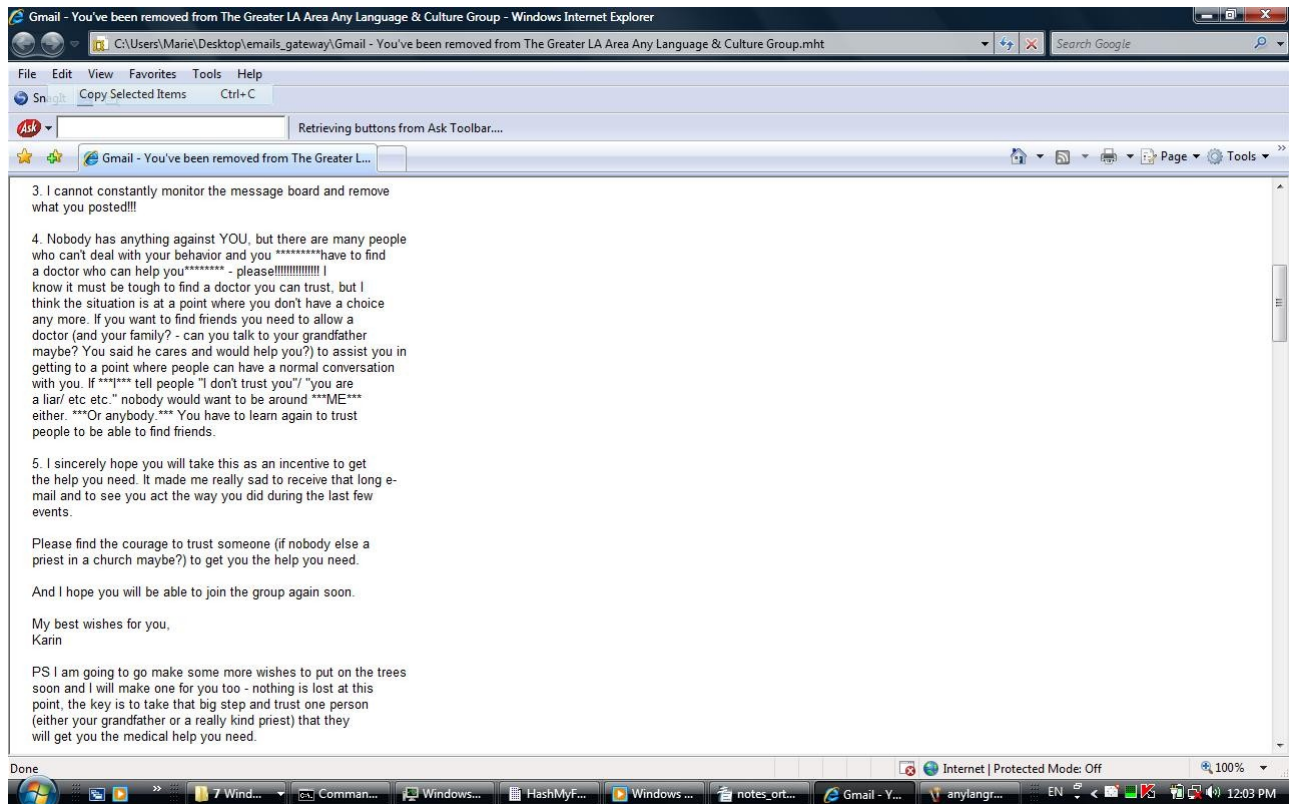 Gmail - You've been removed from The Greater LA Area Any Language & Culture Group - Windows Internet Explorer
C:\Users\Marie\Desktop\emails_gateway\Gmail - You've been removed from The Greater LA Area Any Language & Culture Group.mht
Search Google
File Edit View Favorites Tools Help
SnagIt Copy Selected Items Ctrl+C
Ask
Retrieving buttons from Ask Toolbar....
Gmail - You've been removed from The Greater L...
Page Tools
3. I cannot constantly monitor the message board and remove
what you posted!!!
4. Nobody has anything against YOU, but there are many people
who can't deal with your behavior and you *********have to find
a doctor who can help you******** - please!!!!!!!!!!!!!!! I
know it must be tough to find a doctor you can trust, but I
think the situation is at a point where you don't have a choice
any more. If you want to find friends you need to allow a
doctor (and your family? - can you talk to your grandfather
maybe? You said he cares and would help you?) to assist you in
getting to a point where people can have a normal conversation
with you. If ***I*** tell people "I don't trust you"/ "you are
a liar/ etc etc." nobody would want to be around ***ME***
either. ***Or anybody.*** You have to learn again to trust
people to be able to find friends.
5. I sincerely hope you will take this as an incentive to get
the help you need. It made me really sad to receive that long e-
mail and to see you act the way you did during the last few
events.
Please find the courage to trust someone (if nobody else a
priest in a church maybe?) to get you the help you need.
And I hope you will be able to join the group again soon.
My best wishes for you,
Karin
PS I am going to go make some more wishes to put on the trees
soon and I will make one for you too - nothing is lost at this
point, the key is to take that big step and trust one person
(either your grandfather or a really kind priest) that they
will get you the medical help you need.
Done
Internet | Protected Mode: Off
100%
7 Wind...
Comman...
Windows...
HashMyF...
Windows ...
notes_ort...
Gmail - Y...
anylangr...
EN
12:03 PM